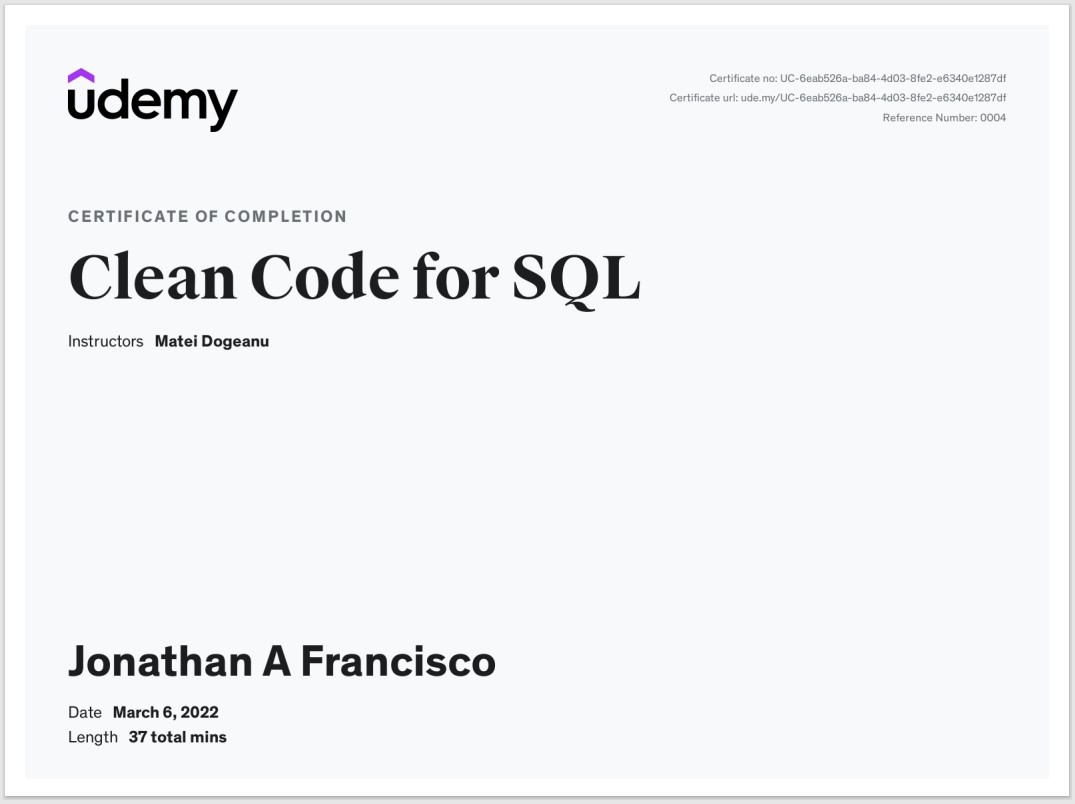 udemy
Certificate no: UC-6eab526a-ba84-4d03-8fe2-e6340e1287df
Certificate url: ude.my/UC-6eab526a-ba84-4d03-8fe2-e6340e1287df
Reference Number: 0004
CERTIFICATE OF COMPLETION
Clean Code for SQL
Instructors Matei Dogeanu
Jonathan A Francisco
Date March 6, 2022
Length 37 total mins